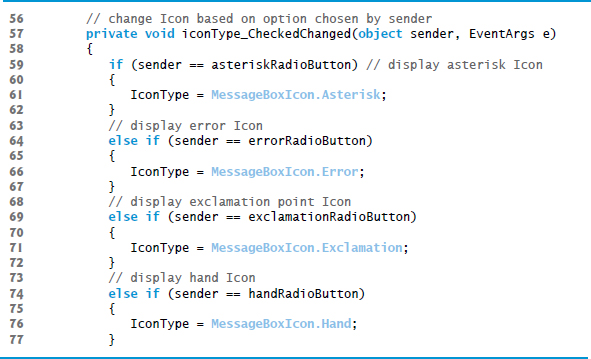 56 // change Icon based on option chosen by sender
57 private void iconType_CheckedChanged(object sender, EventArgs e)
58 {
59 if (sender == asteriskRadioButton) // display asterisk Icon
60 {
61 IconType = MessageBoxIcon.Asterisk;
62 }
63 // display error Icon
64 else if (sender == errorRadioButton)
65 {
66 IconType = MessageBoxIcon.Error;
67 }
68 // display exclamation point Icon
69 else if (sender == exclamationRadioButton)
70 {
71 IconType = MessageBoxIcon.Exclamation;
72 }
73 // display hand Icon
74 else if (sender == handRadioButton)
75 {
76 IconType = MessageBoxIcon.Hand;
77 }